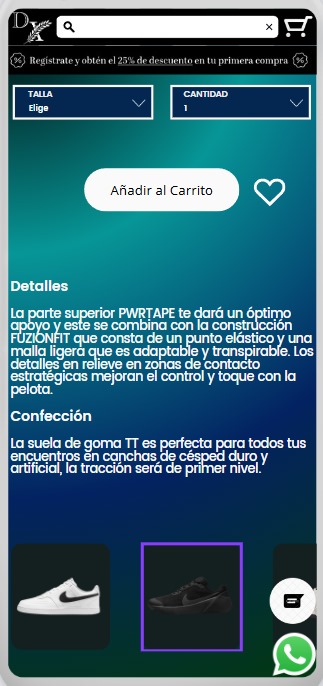 DX
Regístrate y obtén el 25% de descuento en tu primera compra
TALLA
Elige
CANTIDAD
1
Añadir al Carrito
Detalles
La parte superior PWRTAPE te dará un óptimo
apoyo y este se combina con la construcción
FUZIONFIT que consta de un punto elástico y una
malla ligera que es adaptable y transpirable. Los
detalles en relieve en zonas de contacto
estratégicas mejoran el control y toque con la
pelota.
Confección
La suela de goma TT es perfecta para todos tus
encuentros en canchas de césped duro y
artificial, la tracción será de primer nivel.